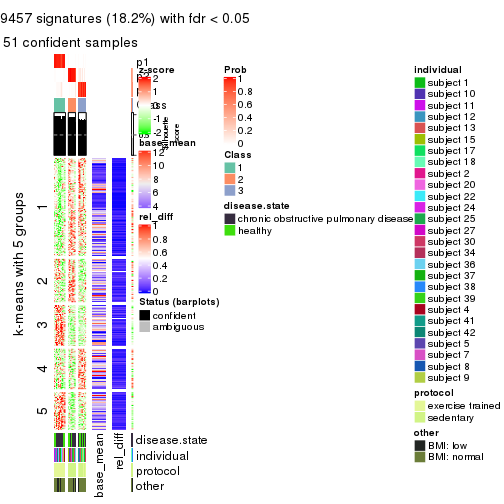 9457 signatures (18.2%) with fdr < 0.05
51 confident samples
p1
z-score
2
1
0
-1
-2
silhouette
score
base_mean
12
10
8
6
4
rel_diff
1
0.8
0.6
0.4
0.2
0
Status (barplots)
confident
ambiguous
k-means with 5 groups
1
2
3
4
5
disease.state
individual
protocol
other
base_mean
rel_diff
Prob
1
0.8
0.6
0.4
0.2
0
Class
1
2
3
disease.state
chronic obstructive pulmonary disease
healthy
individual
subject 1
subject 10
subject 11
subject 12
subject 13
subject 15
subject 17
subject 18
subject 2
subject 20
subject 22
subject 24
subject 25
subject 27
subject 30
subject 34
subject 36
subject 37
subject 38
subject 39
subject 4
subject 41
subject 42
subject 5
subject 7
subject 8
subject 9
protocol
exercise trained
sedentary
other
BMI: low
BMI: normal